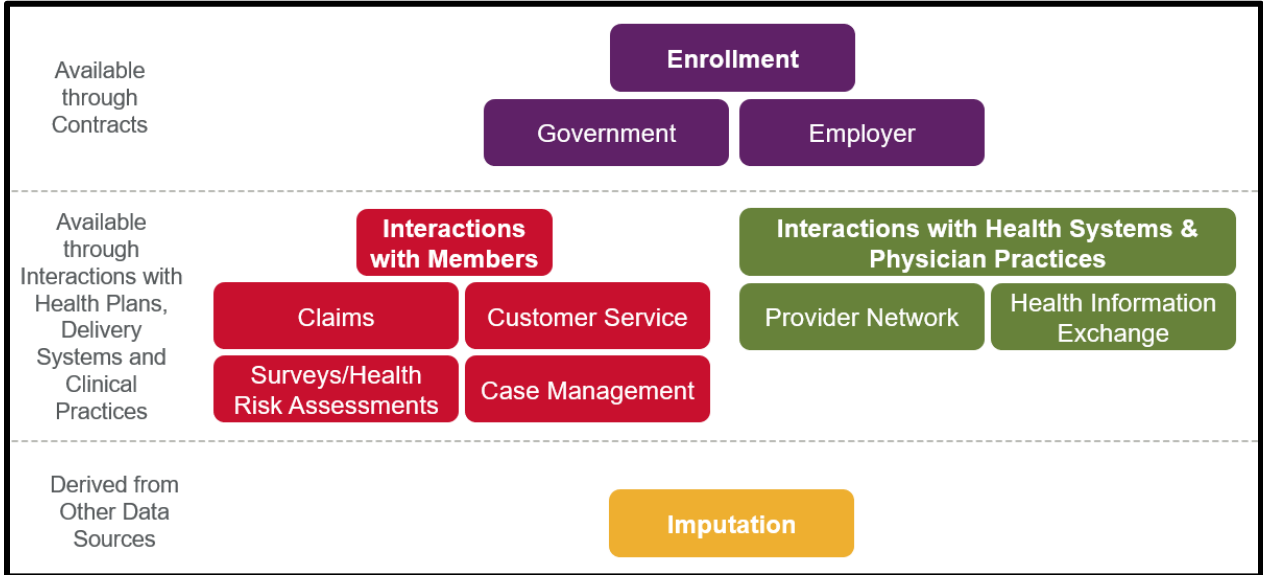 Available
through
Contracts
Enrollment
Government
Employer
Available
through
Interactions with
Health Plans,
Delivery
Systems and
Clinical
Practices
Interactions
with Members
Claims
Customer Service
Surveys/Health
Risk Assessments
Case Management
Interactions with Health Systems &
Physician Practices
Provider Network
Health Information
Exchange
Derived from
Other Data
Sources
Imputation